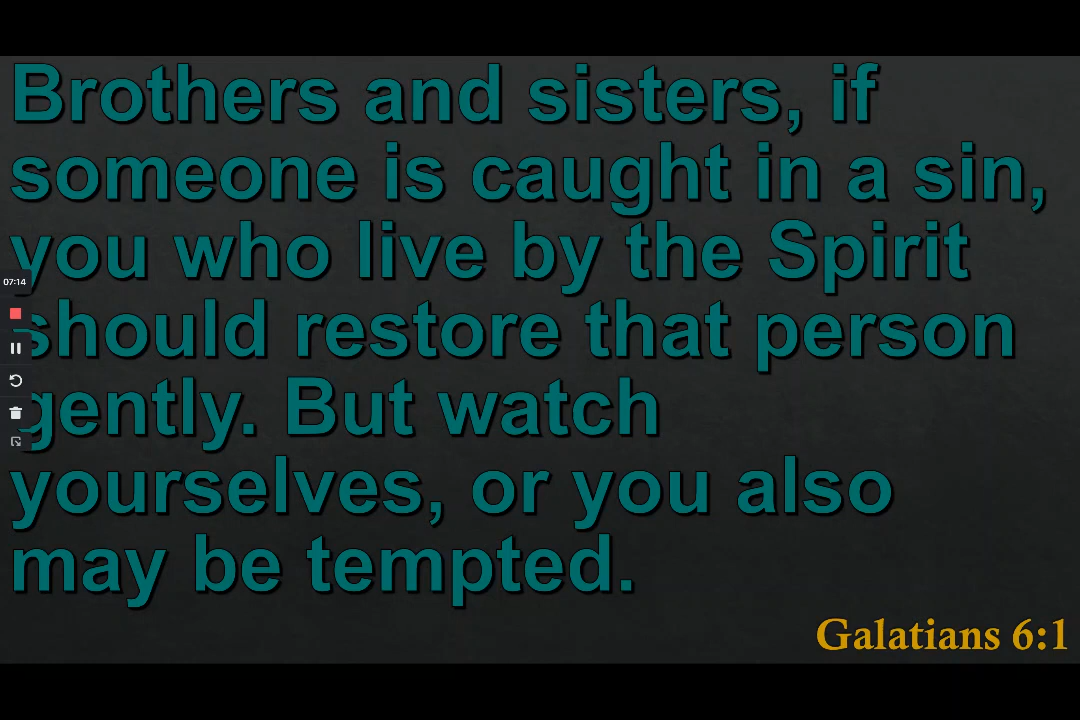 Brothers and sisters, if
someone is caught in a sin,
you who live by the Spirit
07:14
should restore that person
gently. But watch
yourselves, or you also
may be tempted.
Galatians 6:1